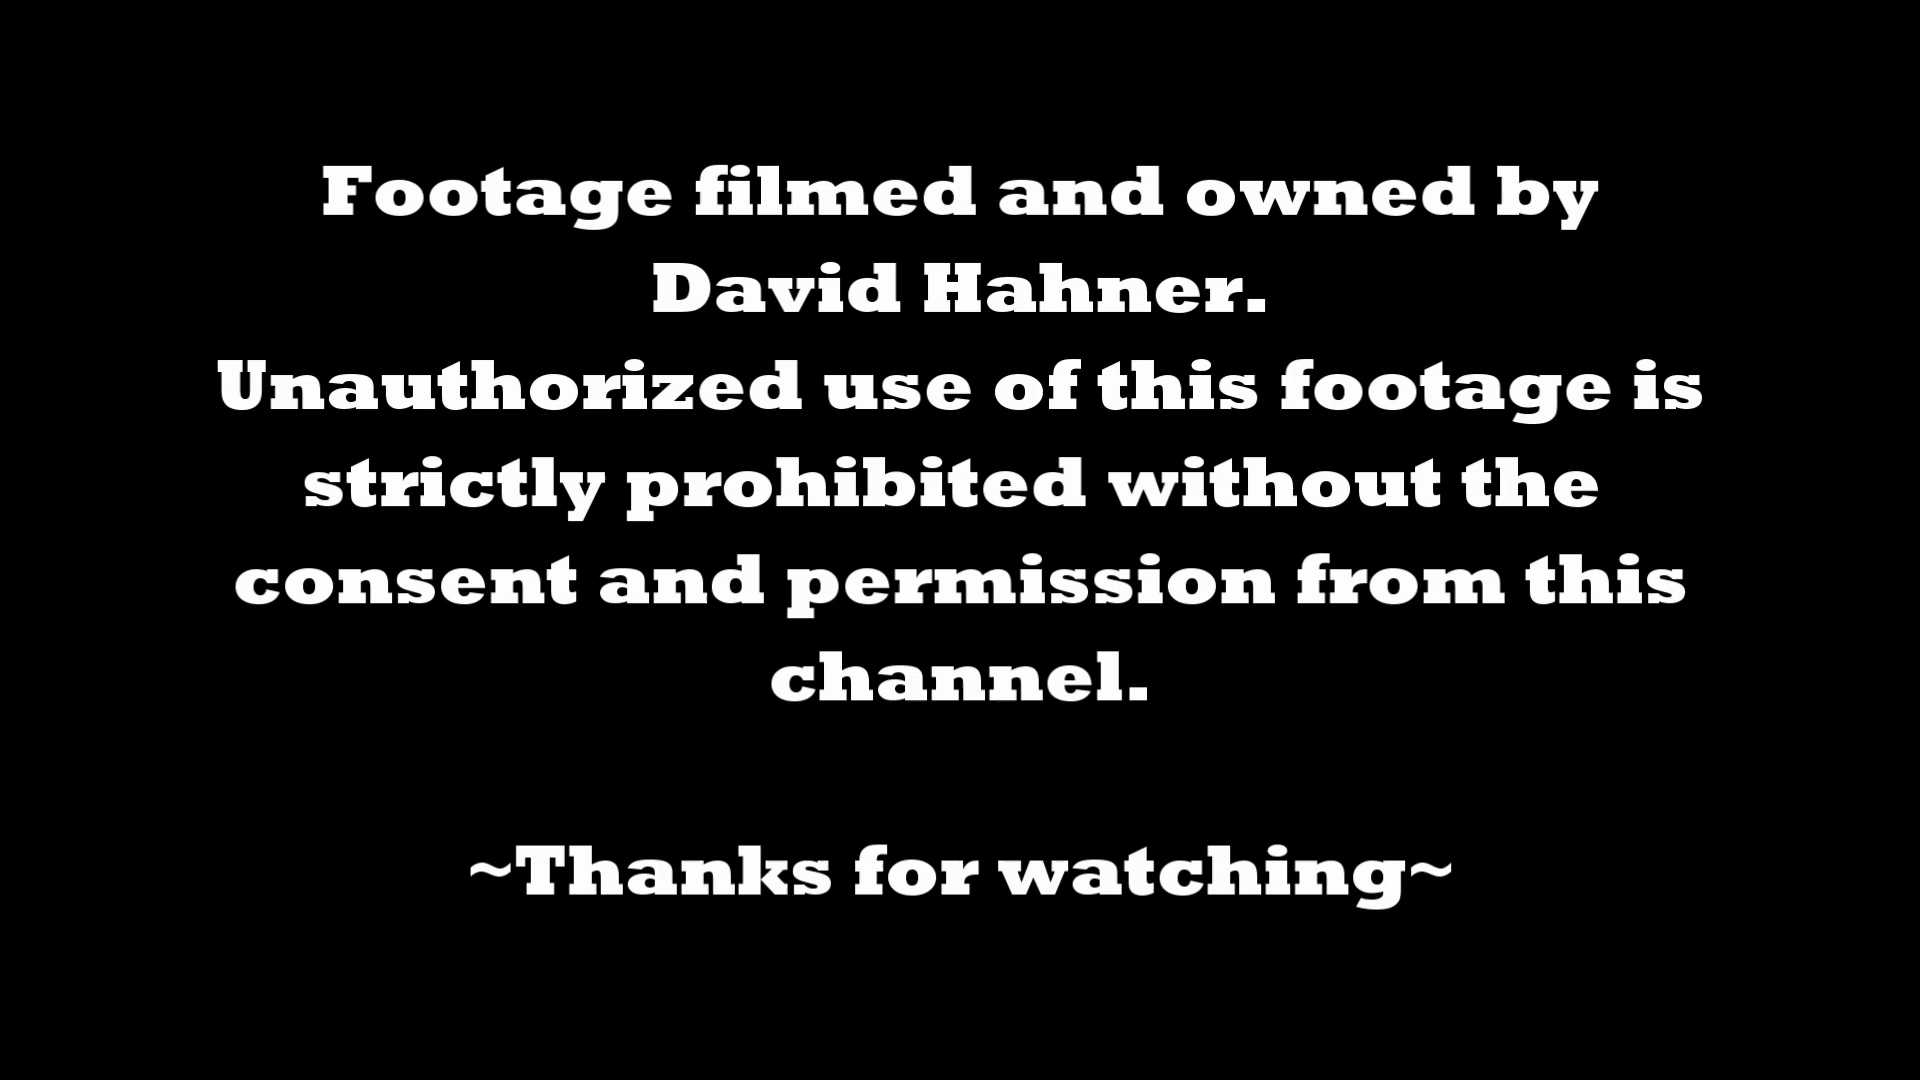 Footage filmed and owned by
David Hahner.
Unauthorized use of this footage is
strictly prohibited without the
consent and permission from this
channel.
~Thanks for watching~